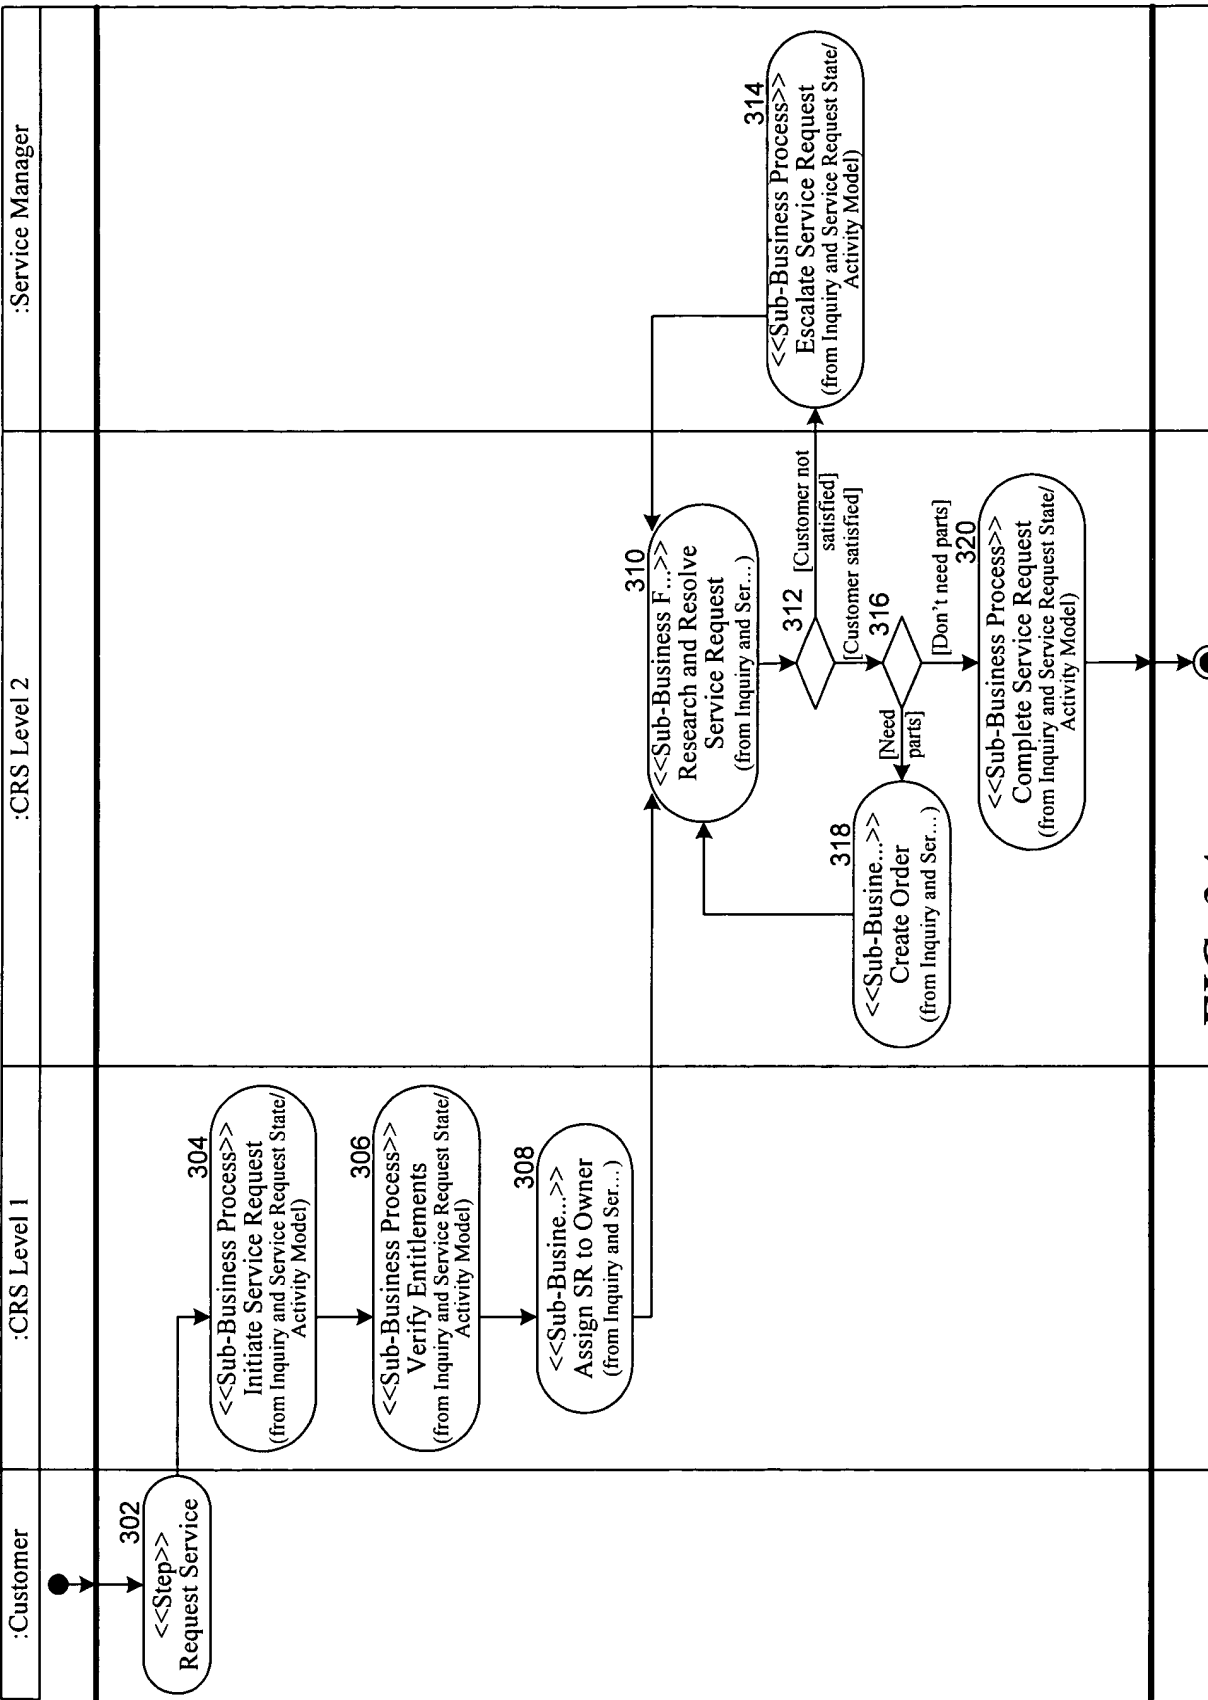 :Customer
:CRS Level 1
:CRS Level 2
:Service Manager
302
<<Step>>
Request Service
304
<<Sub-Business Process>>
Initiate Service Request
(from Inquiry and Service Request State/
Activity Model)
306
<<Sub-Business Process>>
Verify Entitlements
(from Inquiry and Service Request State/
Activity Model)
308
<<Sub-Busine...>>
Assign SR to Owner
(from Inquiry and Ser...)
310
<<Sub-Business F...>>
Research and Resolve
Service Request
(from Inquiry and Ser...)
312
[Customer not
satisfied]
[Customer satisfied]
314
<<Sub-Business Process>>
Escalate Service Request
(from Inquiry and Service Request State/
Activity Model)
316
[Need
parts]
[Don't need parts]
318
<<Sub-Busine...>>
Create Order
(from Inquiry and Ser...)
320
<<Sub-Business Process>>
Complete Service Request
(from Inquiry and Service Request State/
Activity Model)